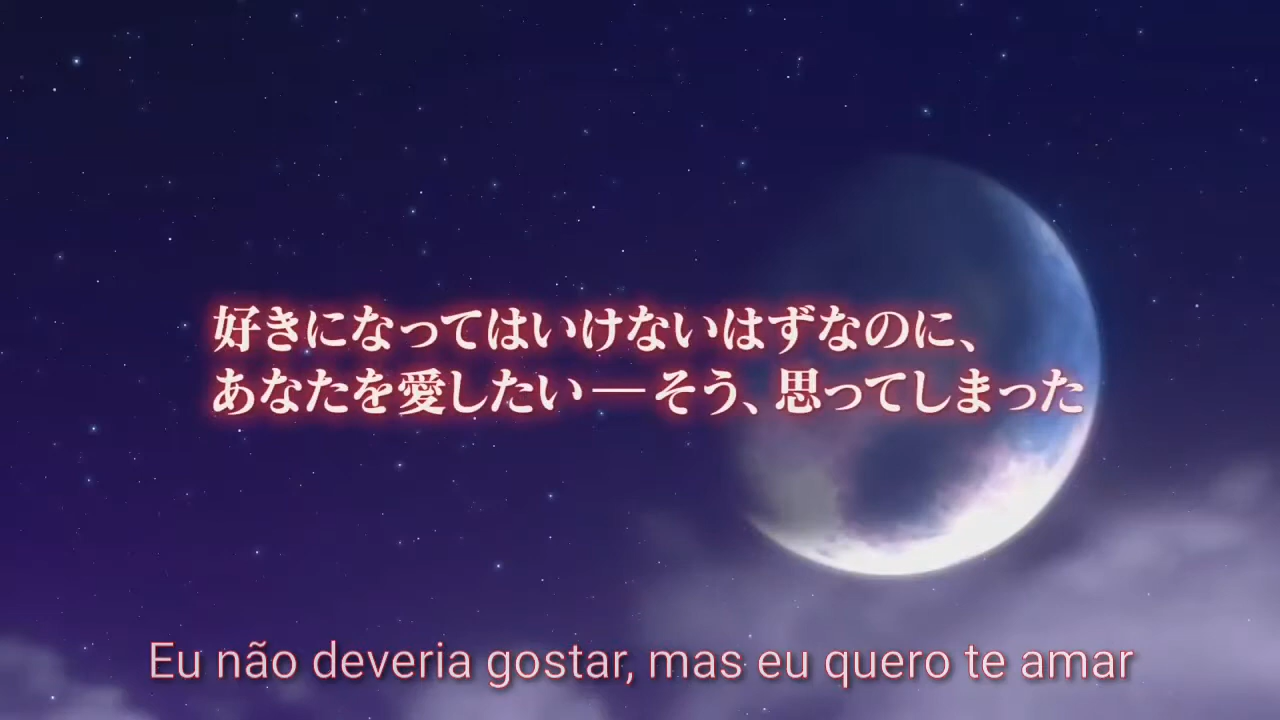 好きになってはいけないはずなのに、
あなたを愛したい―そう、思ってしまった
Eu não deveria gostar, mas eu quero te amar